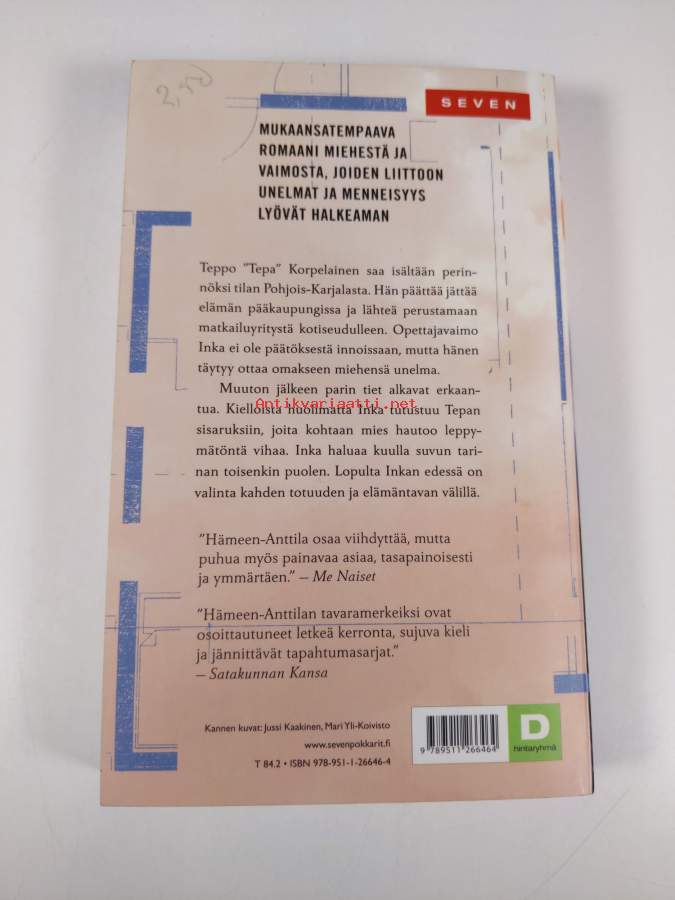 2,50
SEVEN
MUKAANSATEMPAAVA
ROMAANI MIEHESTÄ JA
VAIMOSTA, JOIDEN LIITTOON
UNELMAT JA MENNEISYYS
LYÖVÄT HALKEAMAN
Teppo "Tepa" Korpelainen saa isältään perin-
nöksi tilan Pohjois-Karjalasta. Hän päättää jättää
elämän pääkaupungissa ja lähteä perustamaan
matkailuyritystä kotiseudulleen. Opettajavaimo
Inka ei ole päätöksestä innoissaan, mutta hänen
täytyy ottaa omakseen miehensä unelma.
Muuton jälkeen parin tiet alkavat erkaan-
tua. Kielloista huolimatta Inka tutustuu Tepan
Antikvariaatti.net
sisaruksiin, joita kohtaan mies hautoo leppy-
mätöntä vihaa. Inka haluaa kuulla suvun tari-
nan toisenkin puolen. Lopulta Inkan edessä on
valinta kahden totuuden ja elämäntavan välillä.
"Hämeen-Anttila osaa viihdyttää, mutta
puhua myös painavaa asiaa, tasapainoisesti
ja ymmärtäen." – Me Naiset
"Hämeen-Anttilan tavaramerkeiksi ovat
osoittautuneet letkeä kerronta, sujuva kieli
ja jännittävät tapahtumasarjat."
– Satakunnan Kansa
Kannen kuvat: Jussi Kaakinen, Mari Yli-Koivisto
www.sevenpokkarit.fi
T 84.2 • ISBN 978-951-1-26646-4
9 789511 266464
D
hintaryhmä